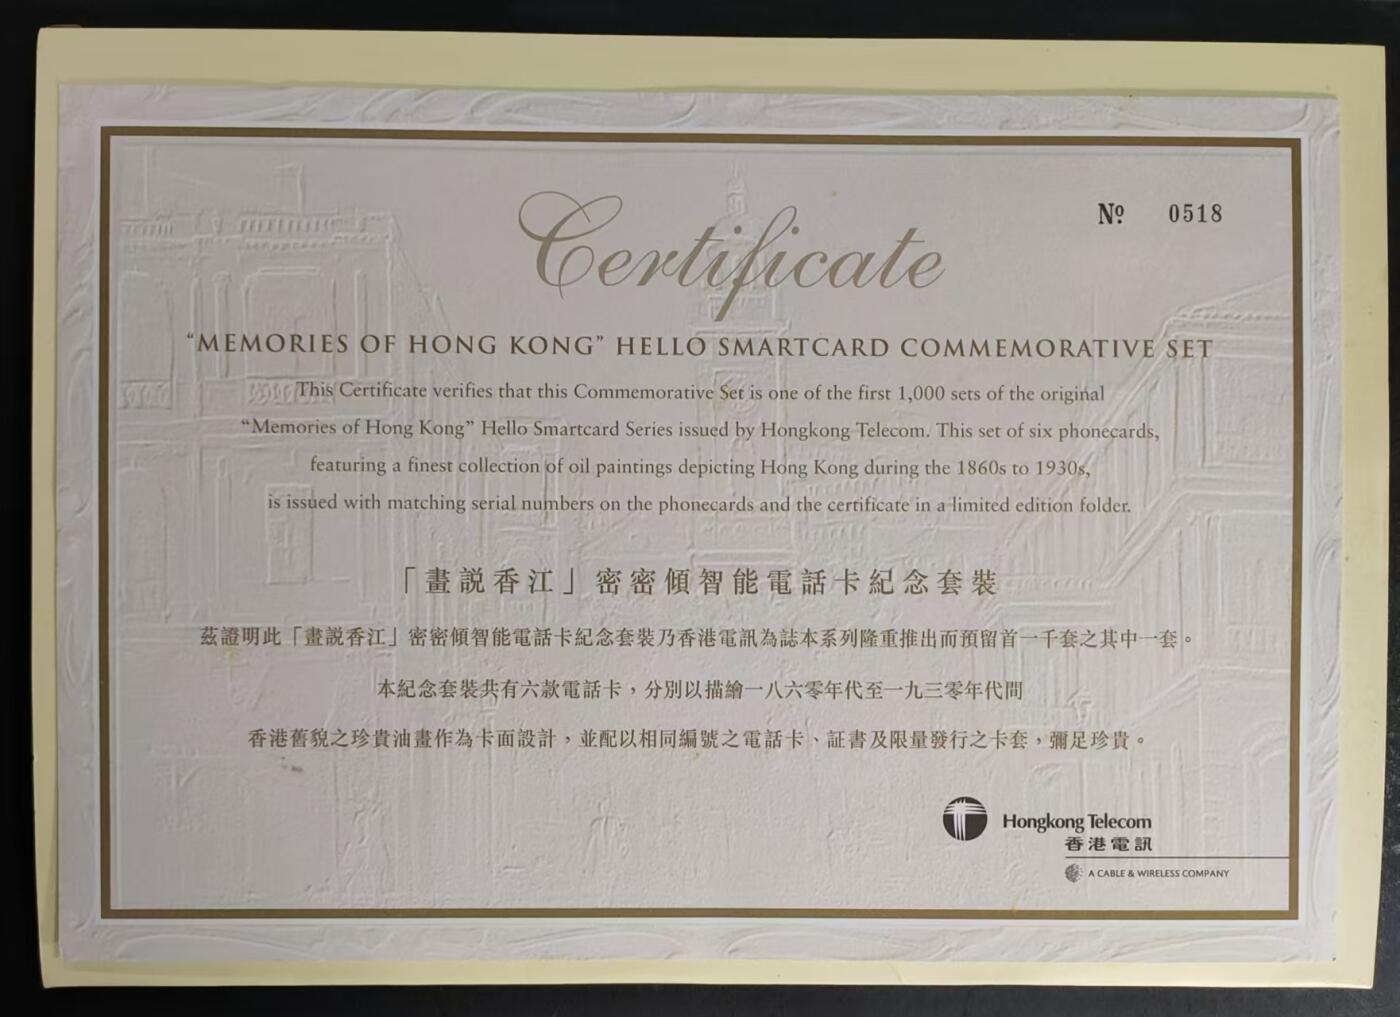 Nº 0518
Certificate
“MEMORIES OF HONG KONG” HELLO SMARTCARD COMMEMORATIVE SET
This Certificate verifies that this Commemorative Set is one of the first 1,000 sets of the original
“Memories of Hong Kong” Hello Smartcard Series issued by Hongkong Telecom. This set of six phonecards,
featuring a finest collection of oil paintings depicting Hong Kong during the 1860s to 1930s,
is issued with matching serial numbers on the phonecards and the certificate in a limited edition folder.
「畫説香江」密密傾智能電話卡紀念套裝
茲證明此「畫説香江」密密傾智能電話卡紀念套裝乃香港電訊為誌本系列隆重推出而預留首一千套之其中一套。
本紀念套裝共有六款電話卡，分別以描繪一八六零年代至一九三零年代間
香港舊貌之珍貴油畫作為卡面設計，並配以相同編號之電話卡、証書及限量發行之卡套，彌足珍貴。
Hongkong Telecom
香港電訊
A CABLE & WIRELESS COMPANY